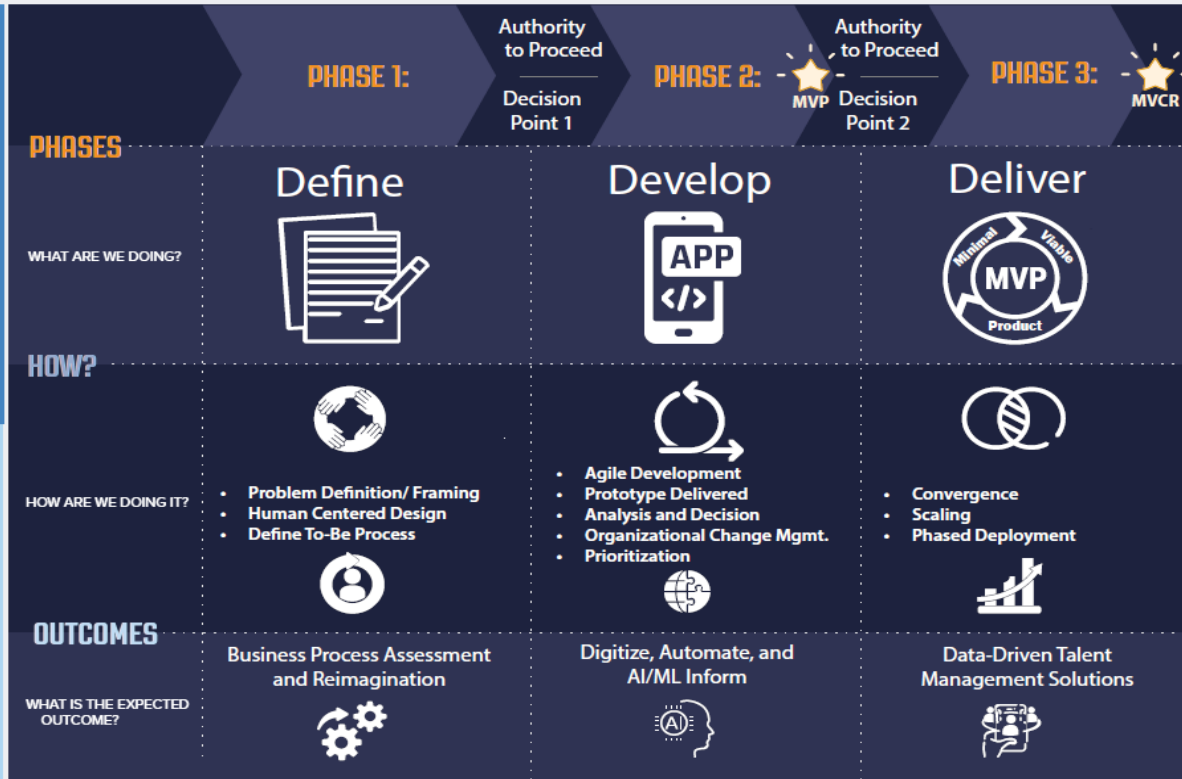 Authority
to Proceed
Decision
Point 1
Authority
to Proceed
Decision
Point 2
PHASE 1:
PHASE 2:
MVP
PHASE 3:
MVCR
PHASES
Define
Develop
Deliver
WHAT ARE WE DOING?
APP
</>
Minimal
Viable
MVP
Product
HOW?
HOW ARE WE DOING IT?
• Problem Definition/ Framing
• Human Centered Design
• Define To-Be Process
• Agile Development
• Prototype Delivered
• Analysis and Decision
• Organizational Change Mgmt.
• Prioritization
• Convergence
• Scaling
• Phased Deployment
OUTCOMES
WHAT IS THE EXPECTED
OUTCOME?
Business Process Assessment
and Reimagination
Digitize, Automate, and
AI/ML Inform
AI
Data-Driven Talent
Management Solutions